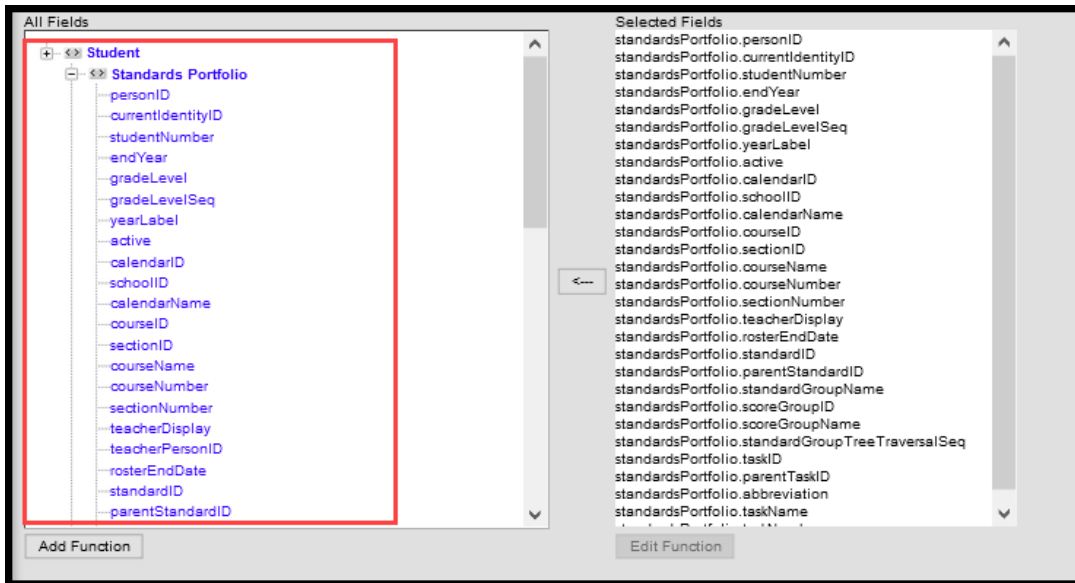 All Fields
Student
Standards Portfolio
personID
currentIdentityID
studentNumber
endYear
gradeLevel
gradeLevelSeq
yearLabel
active
calendarID
schoolID
calendarName
courseID
sectionID
courseName
courseNumber
sectionNumber
teacherDisplay
teacherPersonID
rosterEndDate
standardID
parentStandardID
Add Function
<---
Selected Fields
standardsPortfolio.personID
standardsPortfolio.currentIdentityID
standardsPortfolio.studentNumber
standardsPortfolio.endYear
standardsPortfolio.gradeLevel
standardsPortfolio.gradeLevelSeq
standardsPortfolio.yearLabel
standardsPortfolio.active
standardsPortfolio.calendarID
standardsPortfolio.schoolID
standardsPortfolio.calendarName
standardsPortfolio.courseID
standardsPortfolio.sectionID
standardsPortfolio.courseName
standardsPortfolio.courseNumber
standardsPortfolio.sectionNumber
standardsPortfolio.teacherDisplay
standardsPortfolio.rosterEndDate
standardsPortfolio.standardID
standardsPortfolio.parentStandardID
standardsPortfolio.standardGroupName
standardsPortfolio.scoreGroupID
standardsPortfolio.scoreGroupName
standardsPortfolio.standardGroupTreeTraversalSeq
standardsPortfolio.taskID
standardsPortfolio.parentTaskID
standardsPortfolio.abbreviation
standardsPortfolio.taskName
Edit Function